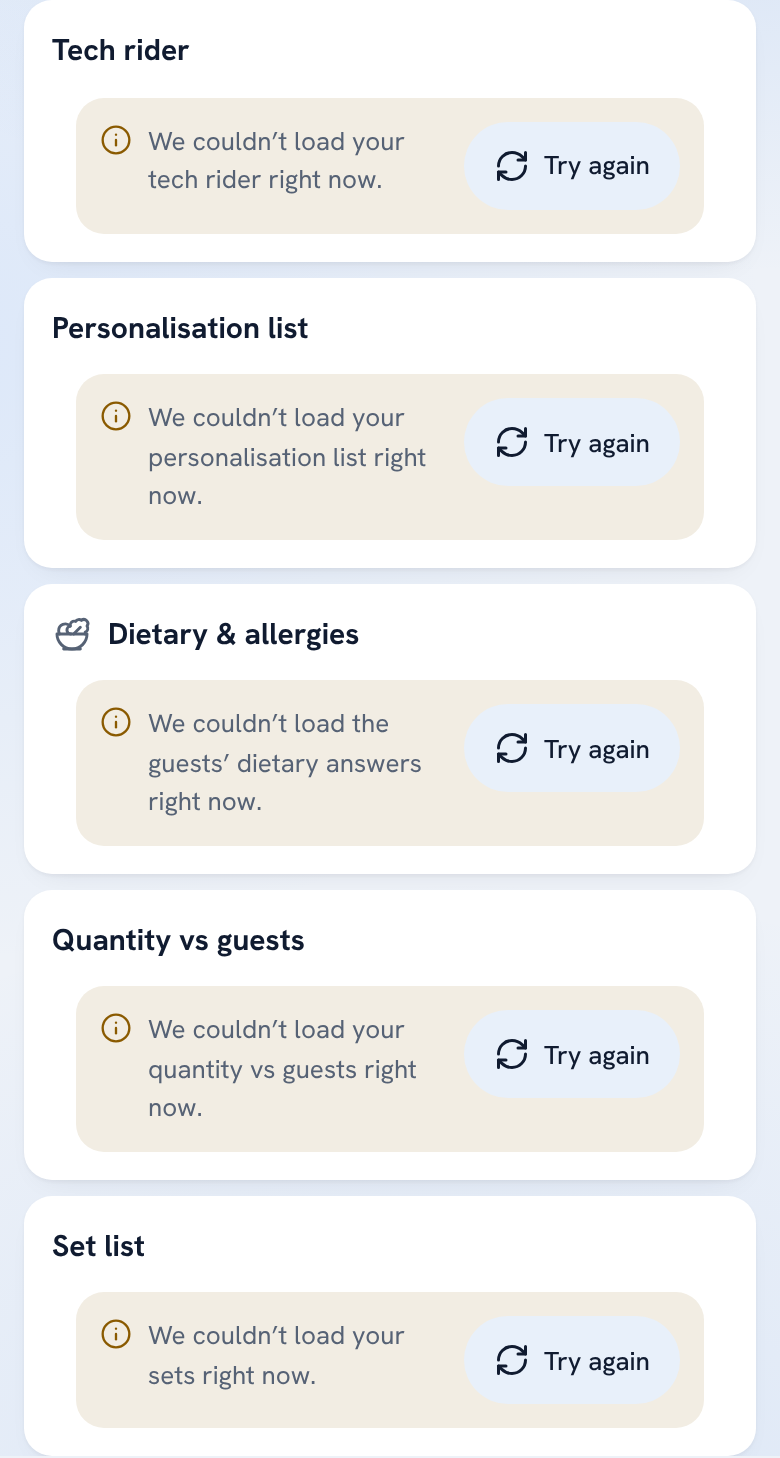 Tech rider
We couldn’t load your
tech rider right now.
Try again
Personalisation list
We couldn’t load your
personalisation list right
now.
Try again
Dietary & allergies
We couldn’t load the
guests’ dietary answers
right now.
Try again
Quantity vs guests
We couldn’t load your
quantity vs guests right
now.
Try again
Set list
We couldn’t load your
sets right now.
Try again